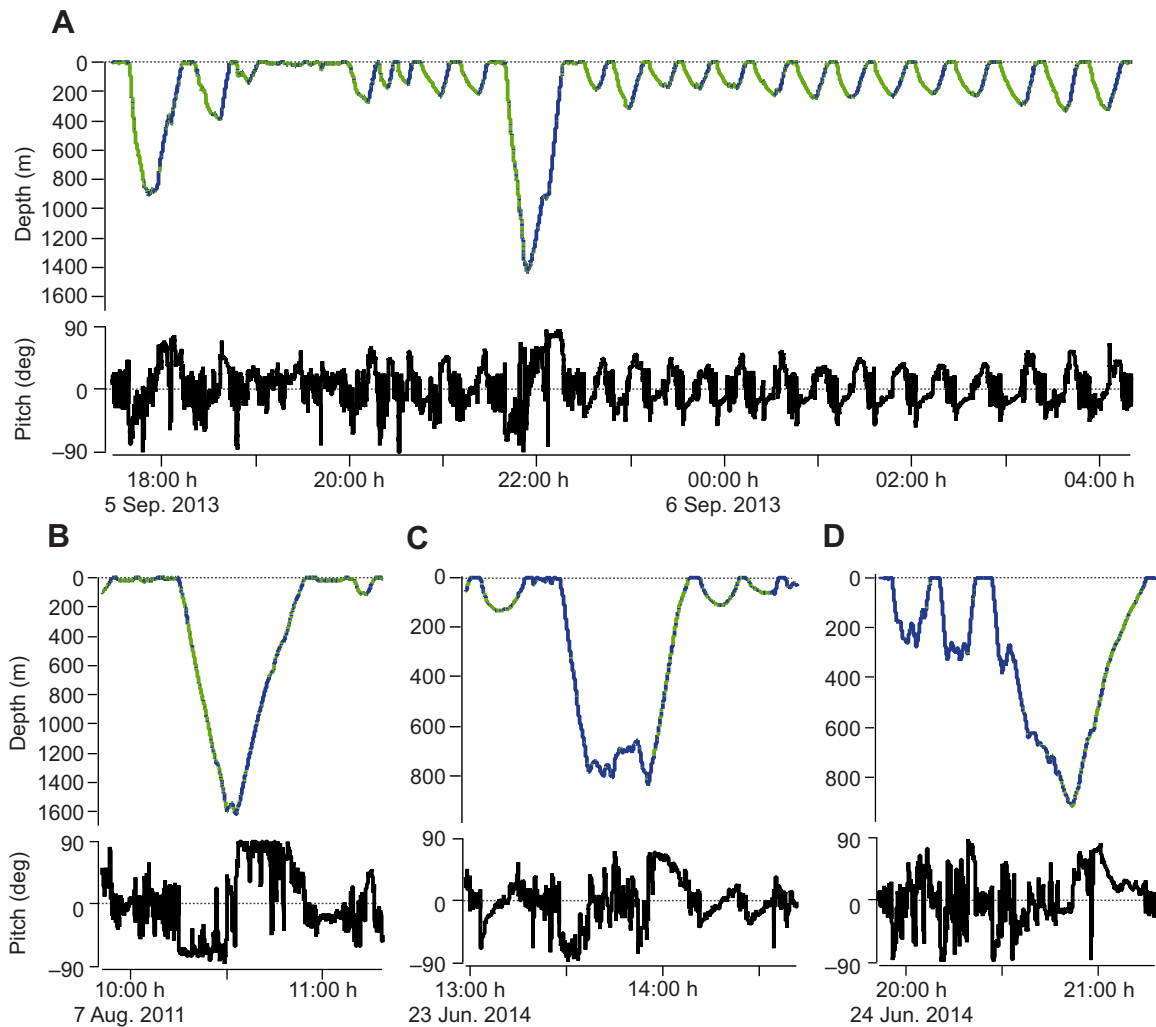 A
0
200
400
600
800
1000
1200
1400
1600
Depth (m)
90
0
–90
Pitch (deg)
18:00 h 20:00 h 22:00 h 00:00 h 02:00 h 04:00 h
5 Sep. 2013 6 Sep. 2013
B
0
200
400
600
800
1000
1200
1400
1600
Depth (m)
90
0
–90
Pitch (deg)
10:00 h 11:00 h
7 Aug. 2011
C
0
200
400
600
800
90
0
–90
13:00 h 14:00 h
23 Jun. 2014
D
0
200
400
600
800
90
0
–90
20:00 h 21:00 h
24 Jun. 2014